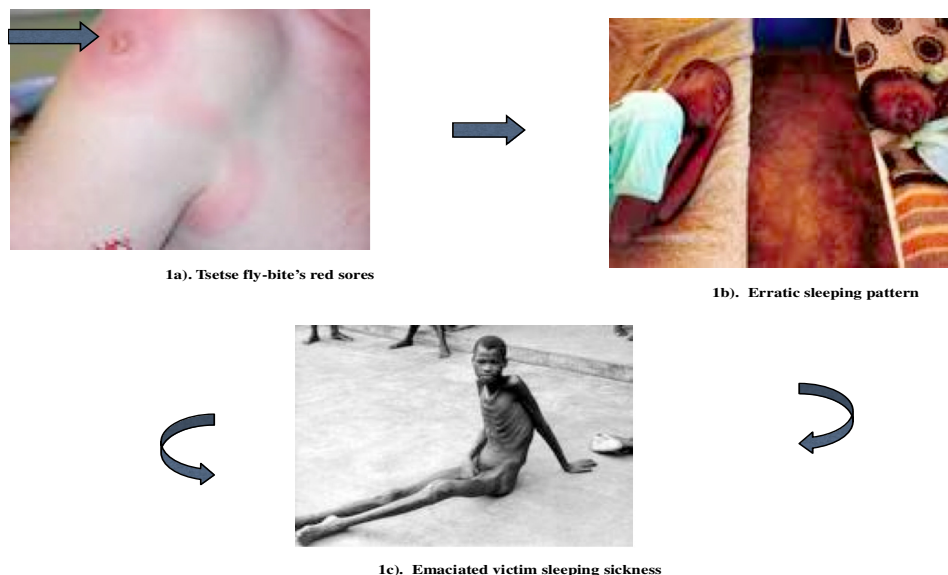 1a). Tsetse fly-bite's red sores
1b). Erratic sleeping pattern
1c). Emaciated victim sleeping sickness